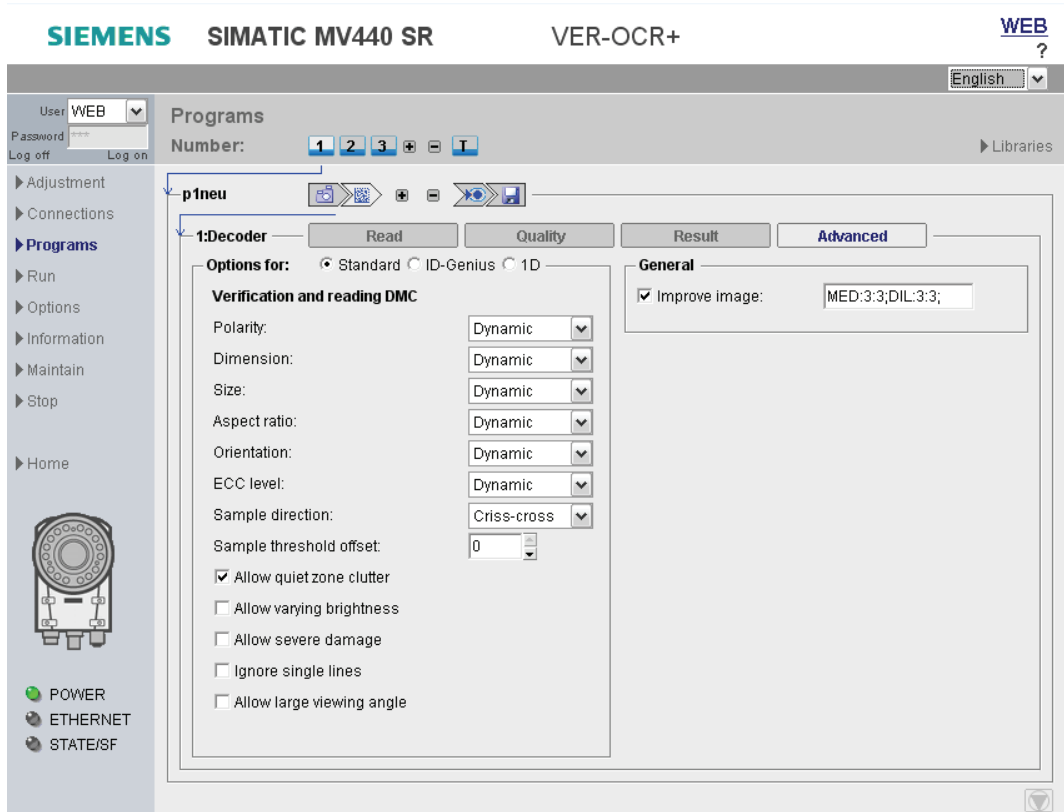 SIEMENS SIMATIC MV440 SR VER-OCR+ WEB
?
English
User WEB
Password ***
Log off Log on
Programs
Number: 1 2 3 T
Libraries
Adjustment
Connections
Programs
Run
Options
Information
Maintain
Stop
Home
POWER
ETHERNET
STATE/SF
p1neu
1:Decoder Read Quality Result Advanced
Options for: Standard ID-Genius 1D
Verification and reading DMC
Polarity: Dynamic
Dimension: Dynamic
Size: Dynamic
Aspect ratio: Dynamic
Orientation: Dynamic
ECC level: Dynamic
Sample direction: Criss-cross
Sample threshold offset: 0
Allow quiet zone clutter
Allow varying brightness
Allow severe damage
Ignore single lines
Allow large viewing angle
General
Improve image: MED:3:3;DIL:3:3;